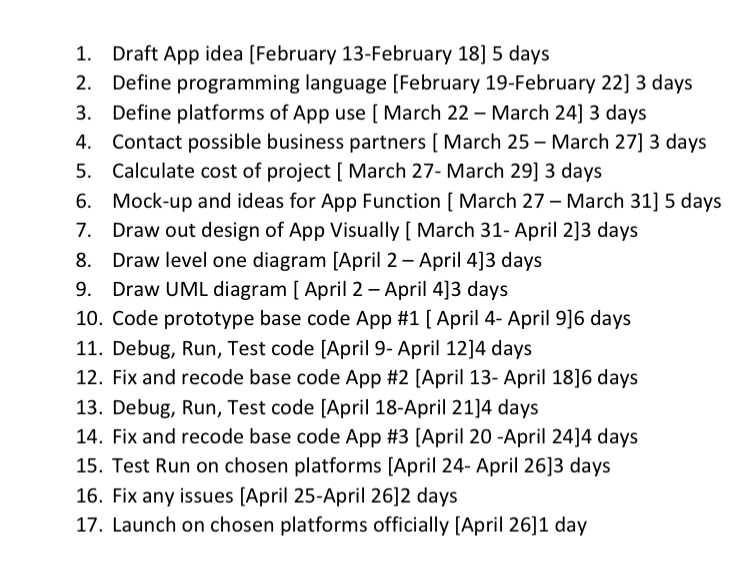 1. Draft App idea [February 13-February 18] 5 days
2. Define programming language [February 19-February 22] 3 days
3. Define platforms of App use [ March 22 – March 24] 3 days
4. Contact possible business partners [ March 25 – March 27] 3 days
5. Calculate cost of project [ March 27- March 29] 3 days
6. Mock-up and ideas for App Function [ March 27 – March 31] 5 days
7. Draw out design of App Visually [ March 31- April 2]3 days
8. Draw level one diagram [April 2 – April 4]3 days
9. Draw UML diagram [ April 2 – April 4]3 days
10. Code prototype base code App #1 [ April 4- April 9]6 days
11. Debug, Run, Test code [April 9- April 12]4 days
12. Fix and recode base code App #2 [April 13- April 18]6 days
13. Debug, Run, Test code [April 18-April 21]4 days
14. Fix and recode base code App #3 [April 20 -April 24]4 days
15. Test Run on chosen platforms [April 24- April 26]3 days
16. Fix any issues [April 25-April 26]2 days
17. Launch on chosen platforms officially [April 26]1 day